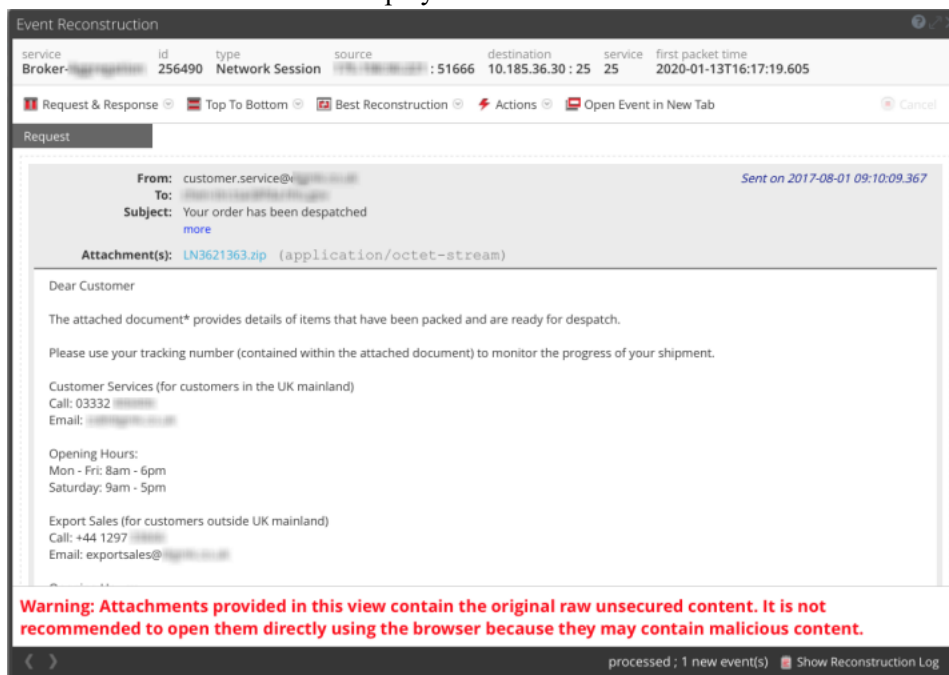 Event Reconstruction
service id type source destination service first packet time
Broker- 256490 Network Session : 51666 10.185.36.30 : 25 25 2020-01-13T16:17:19.605
Request & Response Top To Bottom Best Reconstruction Actions Open Event in New Tab Cancel
Request
From: customer.service@ Sent on 2017-08-01 09:10:09.367
To:
Subject: Your order has been despatched
more
Attachment(s): LN3621363.zip (application/octet-stream)
Dear Customer
The attached document* provides details of items that have been packed and are ready for despatch.
Please use your tracking number (contained within the attached document) to monitor the progress of your shipment.
Customer Services (for customers in the UK mainland)
Call: 03332
Email:
Opening Hours:
Mon - Fri: 8am - 6pm
Saturday: 9am - 5pm
Export Sales (for customers outside UK mainland)
Call: +44 1297
Email: exportsales@
Warning: Attachments provided in this view contain the original raw unsecured content. It is not
recommended to open them directly using the browser because they may contain malicious content.
processed ; 1 new event(s) Show Reconstruction Log